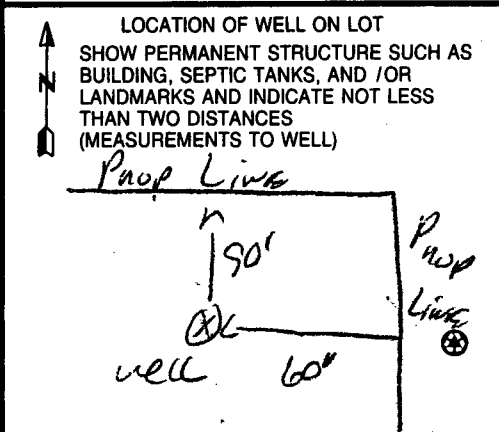 LOCATION OF WELL ON LOT
SHOW PERMANENT STRUCTURE SUCH AS
N
BUILDING, SEPTIC TANKS, AND /OR
LANDMARKS AND INDICATE NOT LESS
THAN TWO DISTANCES
(MEASUREMENTS TO WELL)
Prop Line
Prop
Line
well 60"